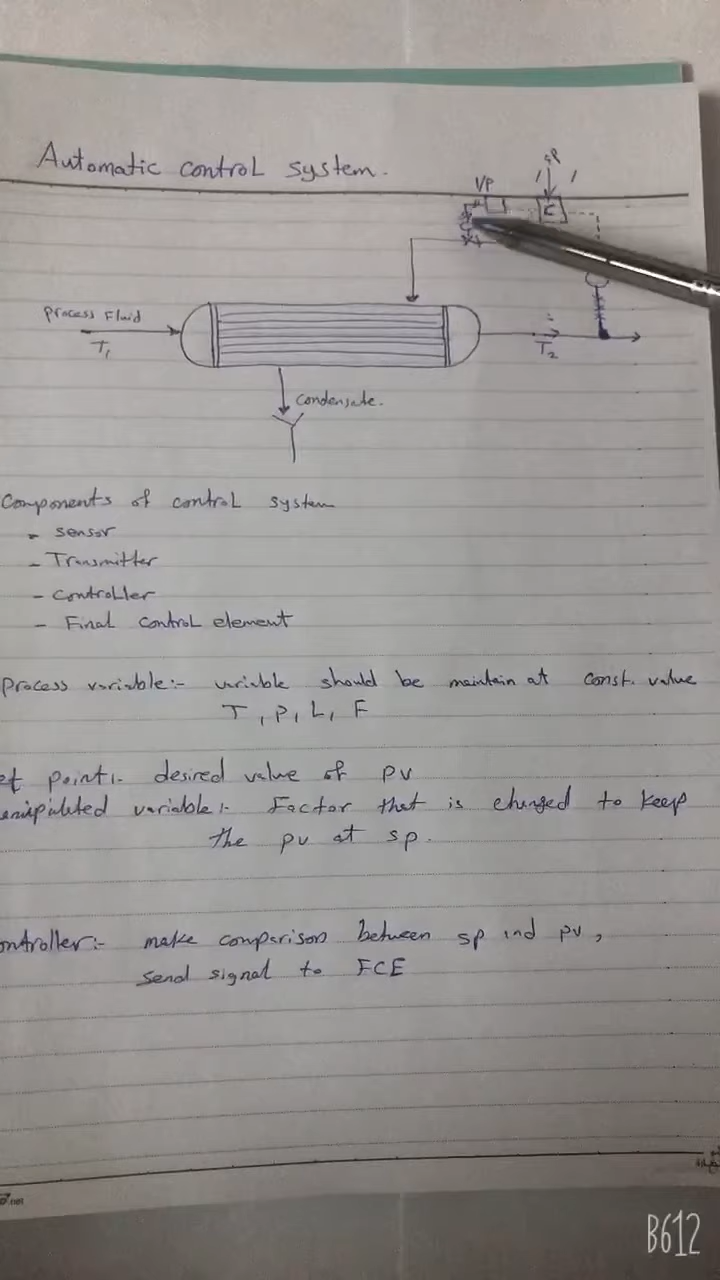 Automatic control system.
SP
VP
C
Process Fluid
T1
T2
Condensate.
Components of control system
- sensor
- Transmitter
- Controller
- Final control element
Process variable:- variable should be maintain at const. value
T, P, L, F
et point:- desired value of PV
anipulated variable:- Factor that is changed to keep
the pv at sp.
ontroller:- make comparison between sp and pv,
send signal to FCE
.net
B612